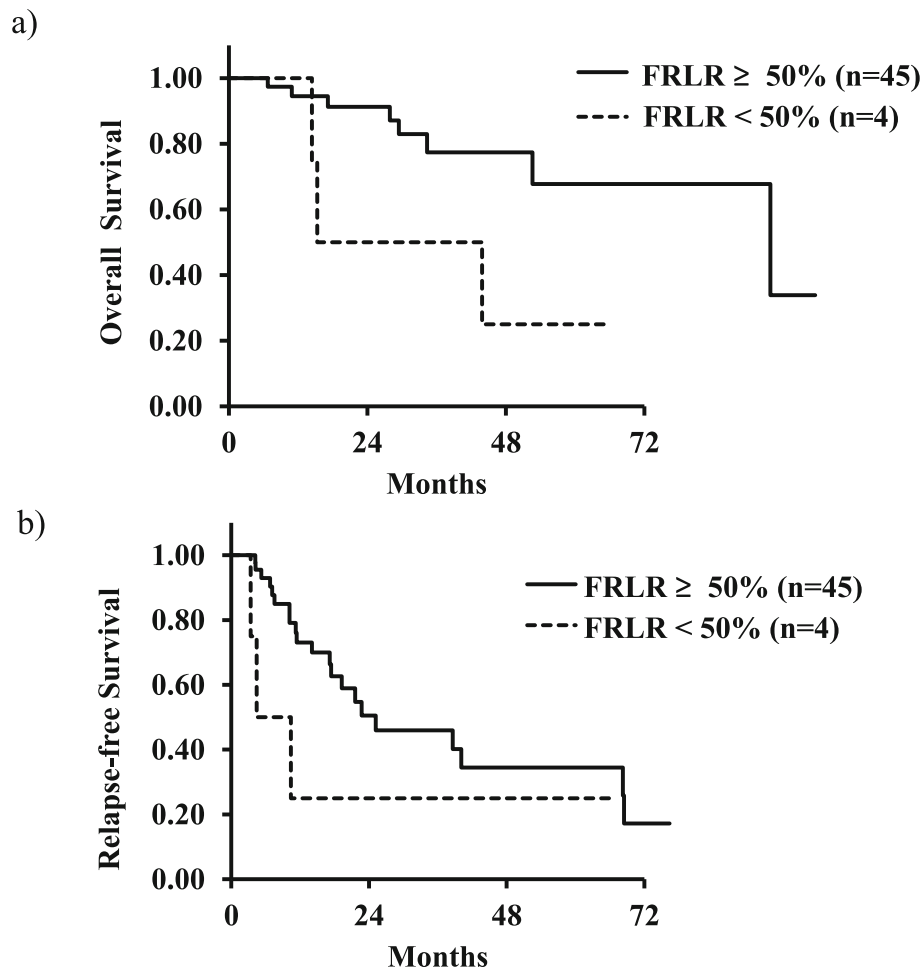 a)
FRLR ≥ 50% (n=45)
FRLR < 50% (n=4)
Overall Survival
1.00
0.80
0.60
0.40
0.20
0.00
0 24 48 72
Months
b)
FRLR ≥ 50% (n=45)
FRLR < 50% (n=4)
Relapse-free Survival
1.00
0.80
0.60
0.40
0.20
0.00
0 24 48 72
Months